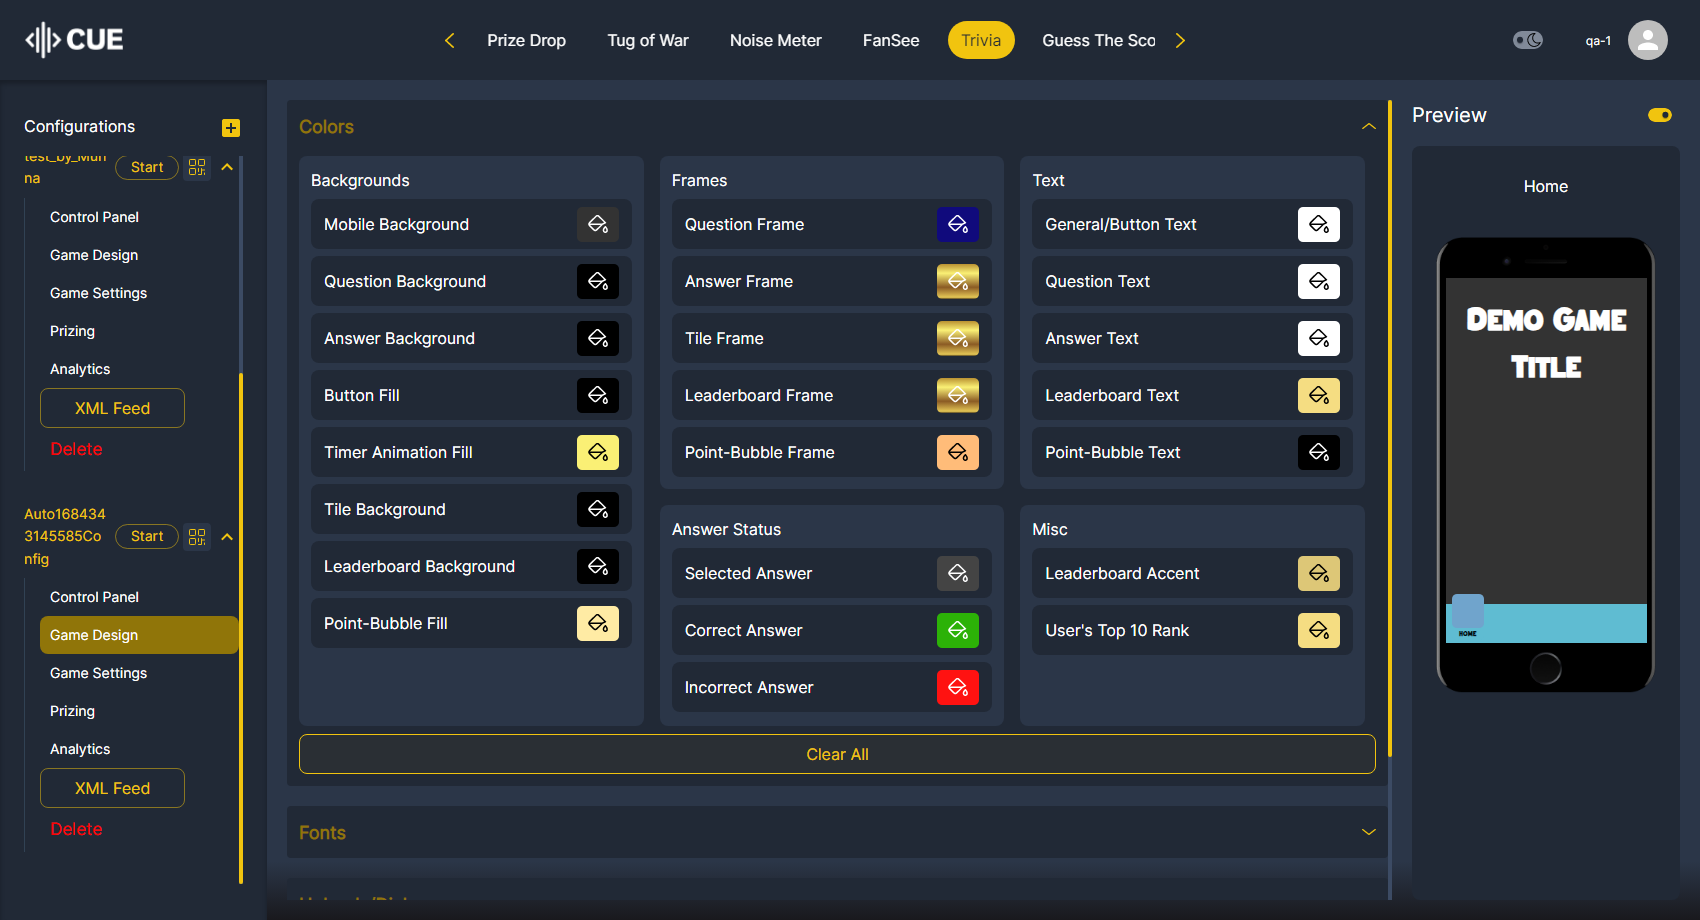 CUE
Prize Drop
Tug of War
Noise Meter
FanSee
Trivia
Guess The Sco
qa-1
Configurations
test_by_Mun
na
Start
Control Panel
Game Design
Game Settings
Prizing
Analytics
XML Feed
Delete
Auto168434
3145585Co
nfig
Start
Control Panel
Game Design
Game Settings
Prizing
Analytics
XML Feed
Delete
Colors
Backgrounds
Mobile Background
Question Background
Answer Background
Button Fill
Timer Animation Fill
Tile Background
Leaderboard Background
Point-Bubble Fill
Frames
Question Frame
Answer Frame
Tile Frame
Leaderboard Frame
Point-Bubble Frame
Text
General/Button Text
Question Text
Answer Text
Leaderboard Text
Point-Bubble Text
Answer Status
Selected Answer
Correct Answer
Incorrect Answer
Misc
Leaderboard Accent
User's Top 10 Rank
Clear All
Fonts
Preview
Home
Demo Game
Title
HOME